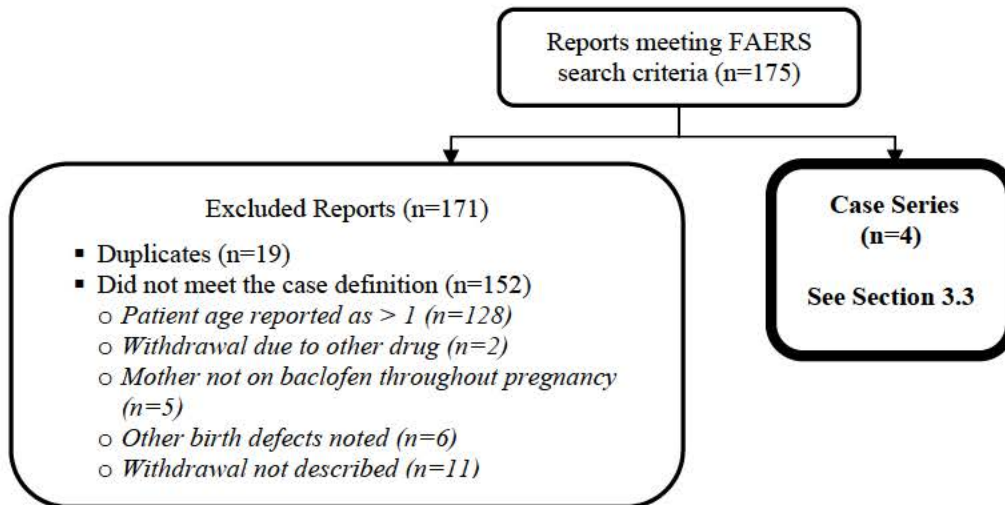 Reports meeting FAERS
search criteria (n=175)
Excluded Reports (n=171)
▪ Duplicates (n=19)
▪ Did not meet the case definition (n=152)
o Patient age reported as > 1 (n=128)
o Withdrawal due to other drug (n=2)
o Mother not on baclofen throughout pregnancy
(n=5)
o Other birth defects noted (n=6)
o Withdrawal not described (n=11)
Case Series
(n=4)
See Section 3.3